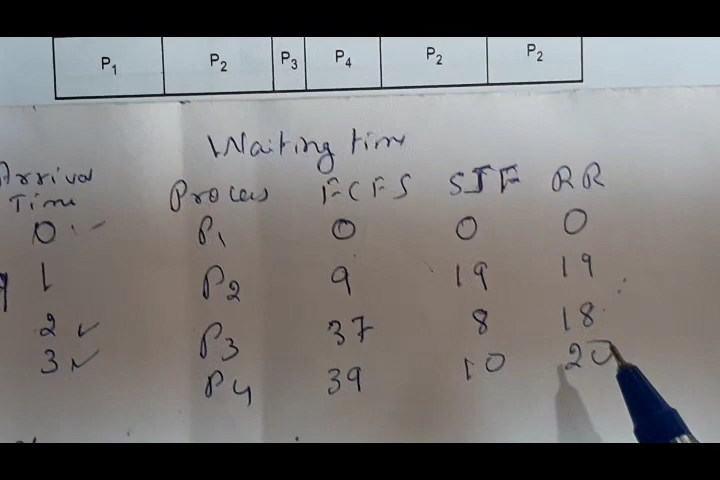 P1 P2 P3 P4 P2 P2
Waiting time
Arrival Time Process FCFS SJF RR
0 P1 0 0 0
1 P2 9 19 19
2 P3 37 8 18
3 P4 39 10 20